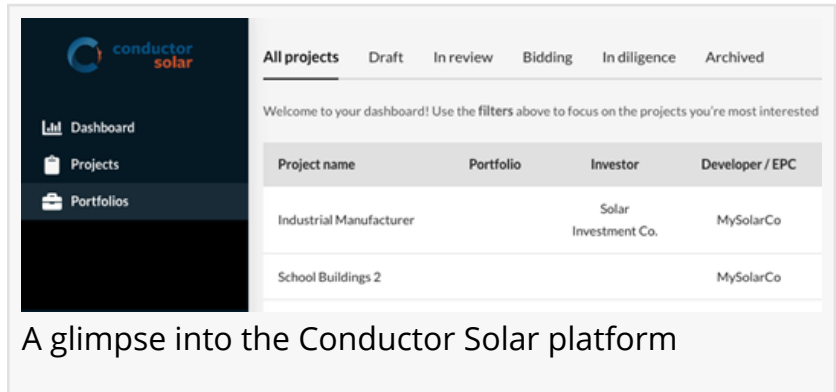 conductor
solar
All projects Draft In review Bidding In diligence Archived
Welcome to your dashboard! Use the filters above to focus on the projects you're most interested
Dashboard
Projects
Portfolios
Project name Portfolio Investor Developer / EPC
Industrial Manufacturer Solar Investment Co. MySolarCo
School Buildings 2 MySolarCo
A glimpse into the Conductor Solar platform